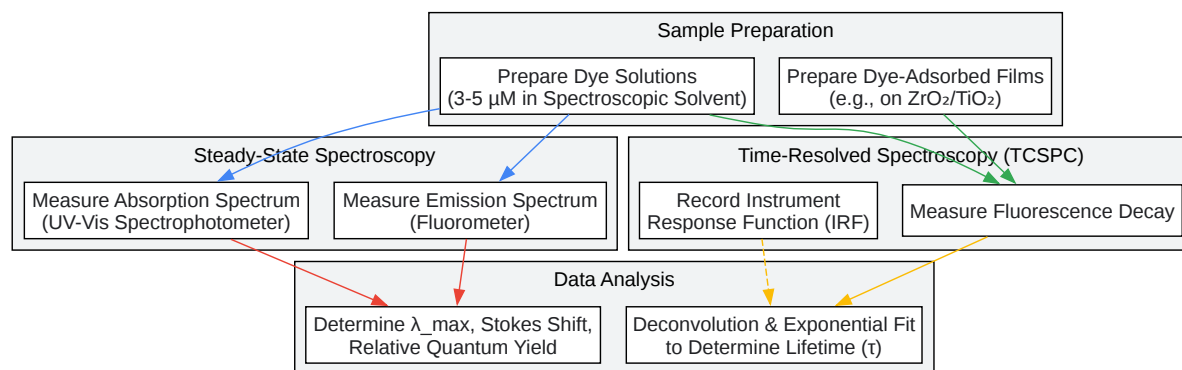 Sample Preparation
Prepare Dye Solutions
(3-5 µM in Spectroscopic Solvent)
Prepare Dye-Adsorbed Films
(e.g., on ZrO₂/TiO₂)
Steady-State Spectroscopy
Measure Absorption Spectrum
(UV-Vis Spectrophotometer)
Measure Emission Spectrum
(Fluorometer)
Time-Resolved Spectroscopy (TCSPC)
Record Instrument
Response Function (IRF)
Measure Fluorescence Decay
Data Analysis
Determine λ_max, Stokes Shift,
Relative Quantum Yield
Deconvolution & Exponential Fit
to Determine Lifetime (τ)